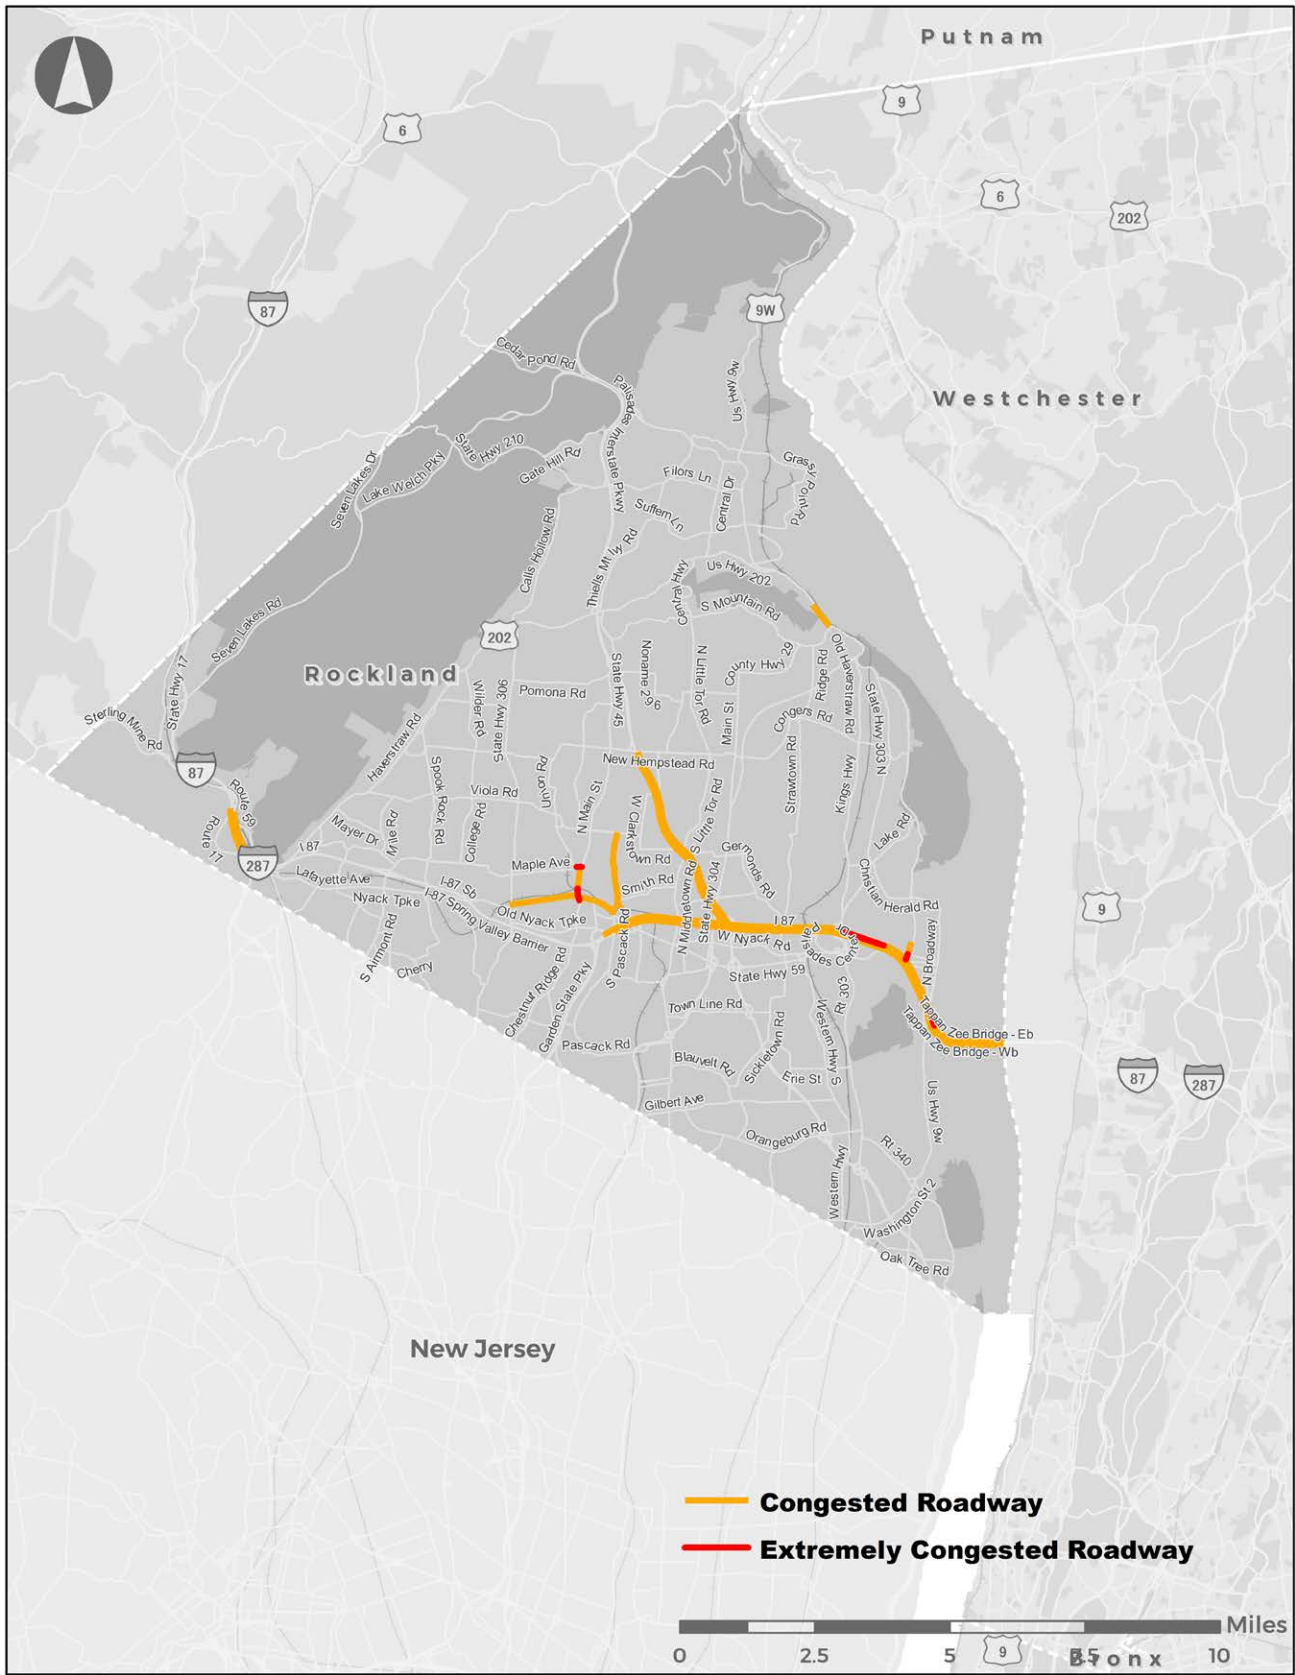 Putnam
9
6
6
202
87
9W
Cedar Pond Rd
Palisades Interstate Pkwy
Us Hwy 9w
Westchester
State Hwy 210
Gate Hill Rd
Seven Lakes Dr
Lake Welch Pky
Filors Ln
Grassy Point Rd
Central Dr
Suffern Ln
Calls Hollow Rd
Thiells Mt Ivy Rd
Us Hwy 202
Central Hwy
S Mountain Rd
Seven Lakes Rd
202
Rockland
State Hwy 17
Sterling Mine Rd
Pomona Rd
State Hwy 45
Noname 296
N Little Tor Rd
County Hwy 29
Ridge Rd
Old Haverstraw Rd
State Hwy 303 N
Wilder Rd
State Hwy 306
Main St
Congers Rd
Haverstraw Rd
87
New Hempstead Rd
Strawtown Rd
Kings Hwy
Route 59
Route 17
Spook Rock Rd
Viola Rd
Union Rd
N Main St
W Clarkstown Rd
S Little Tor Rd
Mayer Dr
Mile Rd
College Rd
Germonds Rd
Lake Rd
I 87
287
Maple Ave
Smith Rd
Lafayette Ave
I-87 Sb
Nyack Tpke
I-87 Spring Valley Barrier
Old Nyack Tpke
N Middletown Rd
State Hwy 304
Christian Herald Rd
9
I 87
W Nyack Rd
Palisades Center Dr
N Broadway
S Airmont Rd
Cherry
S Pascack Rd
State Hwy 59
Rt 303
Chestnut Ridge Rd
Garden State Pky
Town Line Rd
Western Hwy S
Tappan Zee Bridge - Eb
Tappan Zee Bridge - Wb
Pascack Rd
Blauvelt Rd
Sickletown Rd
Erie St
87
287
Gilbert Ave
Us Hwy 9w
Orangeburg Rd
Rt 340
Western Hwy
Washington St 2
Oak Tree Rd
New Jersey
Congested Roadway
Extremely Congested Roadway
Miles
0
2.5
5
9
7.5
Bronx
10